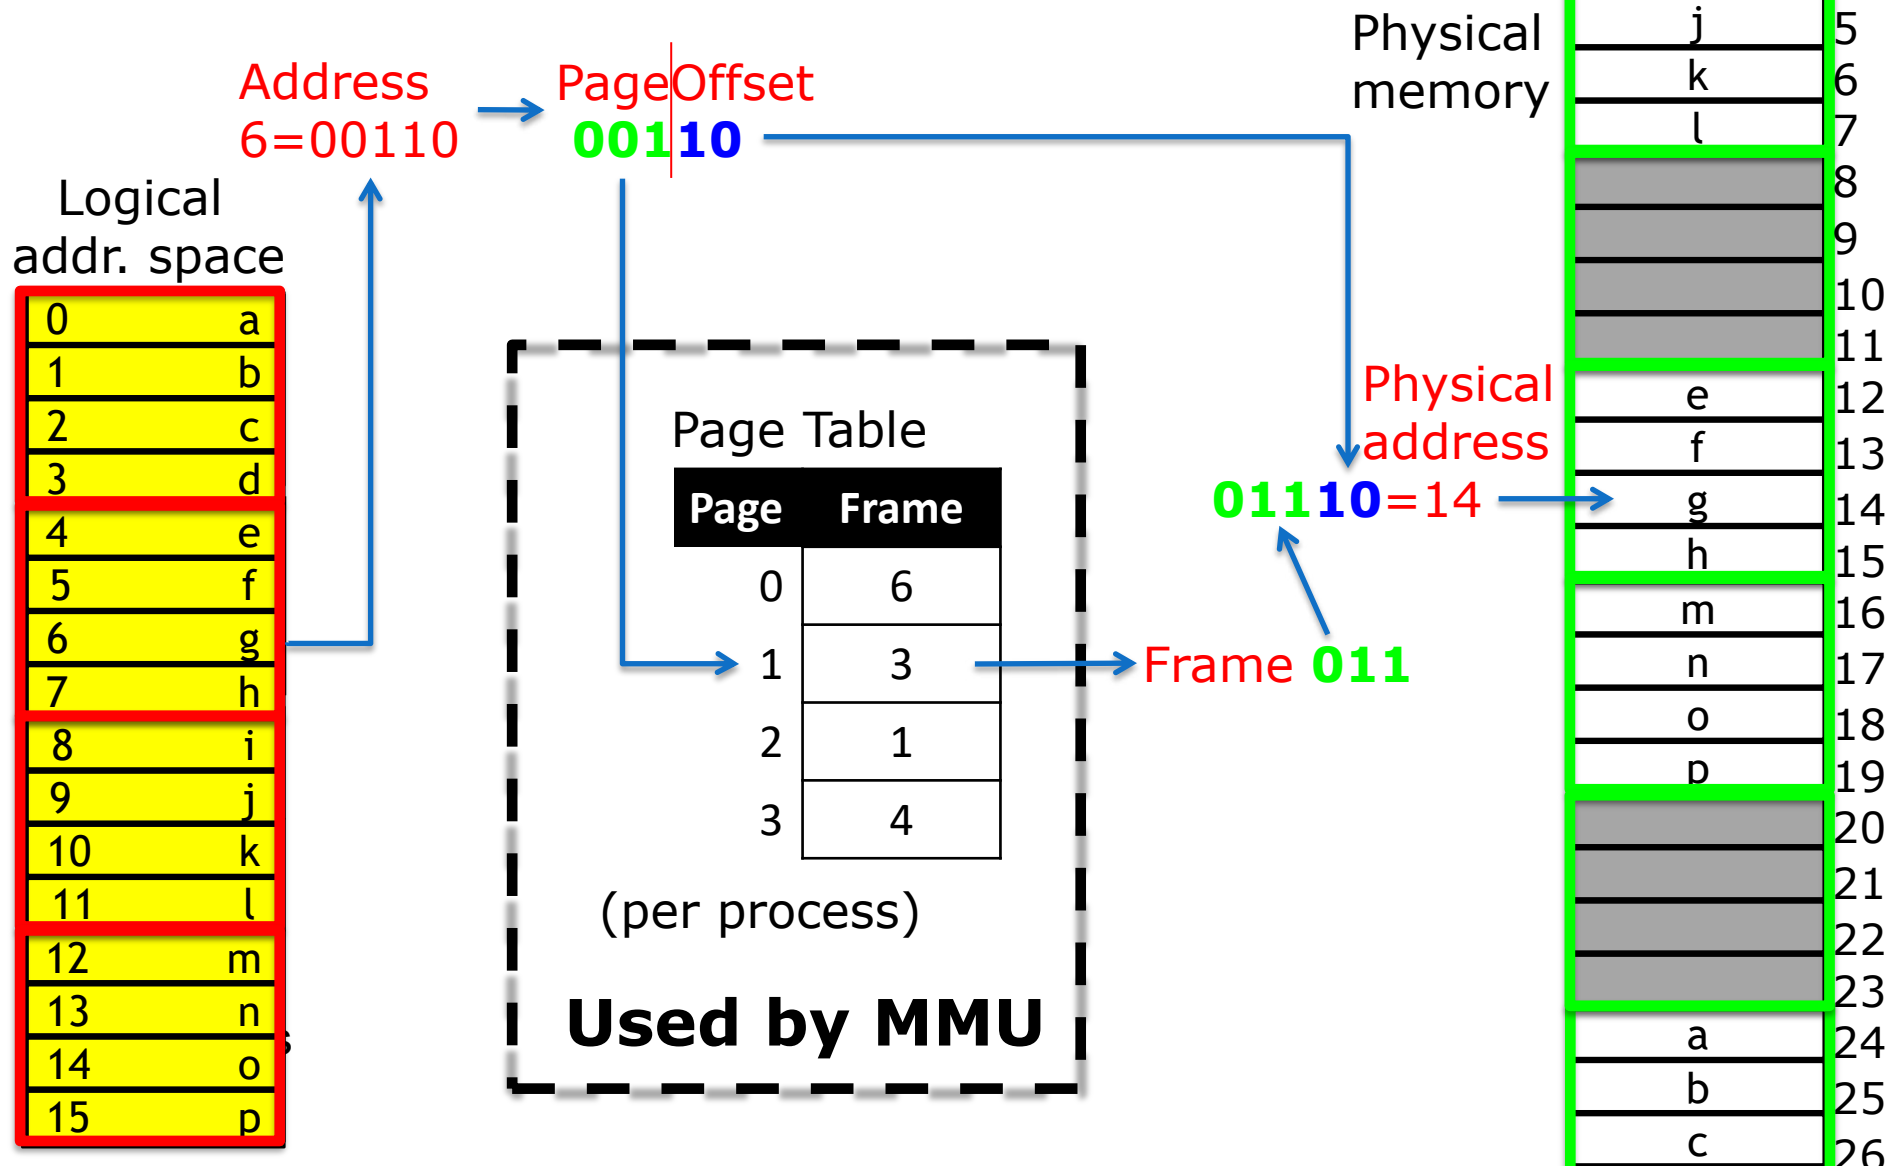 Address
6=00110
PageOffset
00110
Logical
addr. space
0 a
1 b
2 c
3 d
4 e
5 f
6 g
7 h
8 i
9 j
10 k
11 l
12 m
13 n
14 o
15 p
s
Page Table
Page Frame
0 6
1 3
2 1
3 4
(per process)
Used by MMU
Frame 011
Physical
address
01110=14
Physical
memory
j 5
k 6
l 7
8
9
10
11
e 12
f 13
g 14
h 15
m 16
n 17
o 18
p 19
20
21
22
23
a 24
b 25
c 26